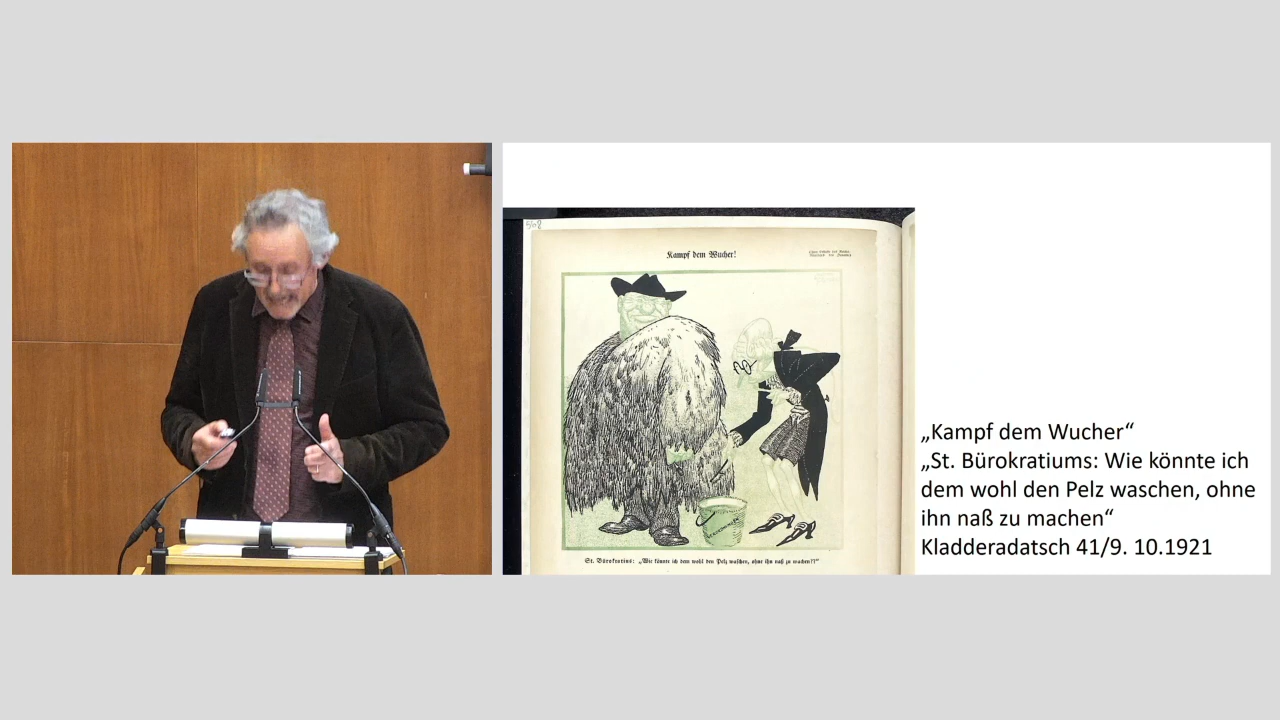 562
Kampf dem Wucher!
St. Bürokratius: „Wie könnte ich dem wohl den Pelz waschen, ohne ihn naß zu machen??“
„Kampf dem Wucher“
„St. Bürokratiums: Wie könnte ich
dem wohl den Pelz waschen, ohne
ihn naß zu machen“
Kladderadatsch 41/9. 10.1921